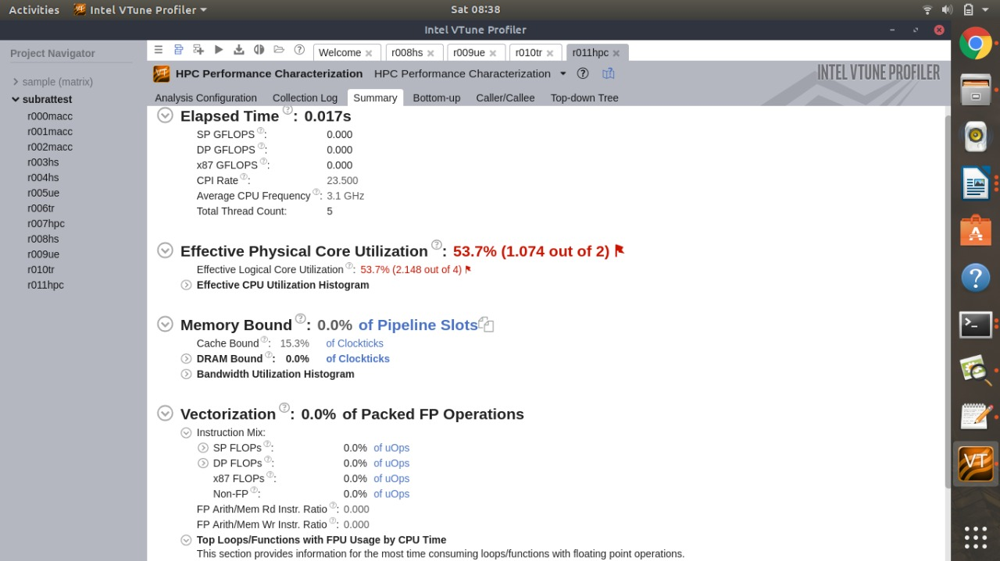 Activities Intel VTune Profiler Sat 08:38
Intel VTune Profiler
Project Navigator
sample (matrix)
subrattest
r000macc
r001macc
r002macc
r003hs
r004hs
r005ue
r006tr
r007hpc
r008hs
r009ue
r010tr
r011hpc
Welcome r008hs r009ue r010tr r011hpc
HPC Performance Characterization HPC Performance Characterization
INTEL VTUNE PROFILER
Analysis Configuration Collection Log Summary Bottom-up Caller/Callee Top-down Tree
Elapsed Time: 0.017s
SP GFLOPS: 0.000
DP GFLOPS: 0.000
x87 GFLOPS: 0.000
CPI Rate: 23.500
Average CPU Frequency: 3.1 GHz
Total Thread Count: 5
Effective Physical Core Utilization: 53.7% (1.074 out of 2)
Effective Logical Core Utilization: 53.7% (2.148 out of 4)
Effective CPU Utilization Histogram
Memory Bound: 0.0% of Pipeline Slots
Cache Bound: 15.3% of Clockticks
DRAM Bound: 0.0% of Clockticks
Bandwidth Utilization Histogram
Vectorization: 0.0% of Packed FP Operations
Instruction Mix:
SP FLOPs: 0.0% of uOps
DP FLOPs: 0.0% of uOps
x87 FLOPs: 0.0% of uOps
Non-FP: 0.0% of uOps
FP Arith/Mem Rd Instr. Ratio: 0.000
FP Arith/Mem Wr Instr. Ratio: 0.000
Top Loops/Functions with FPU Usage by CPU Time
This section provides information for the most time consuming loops/functions with floating point operations.